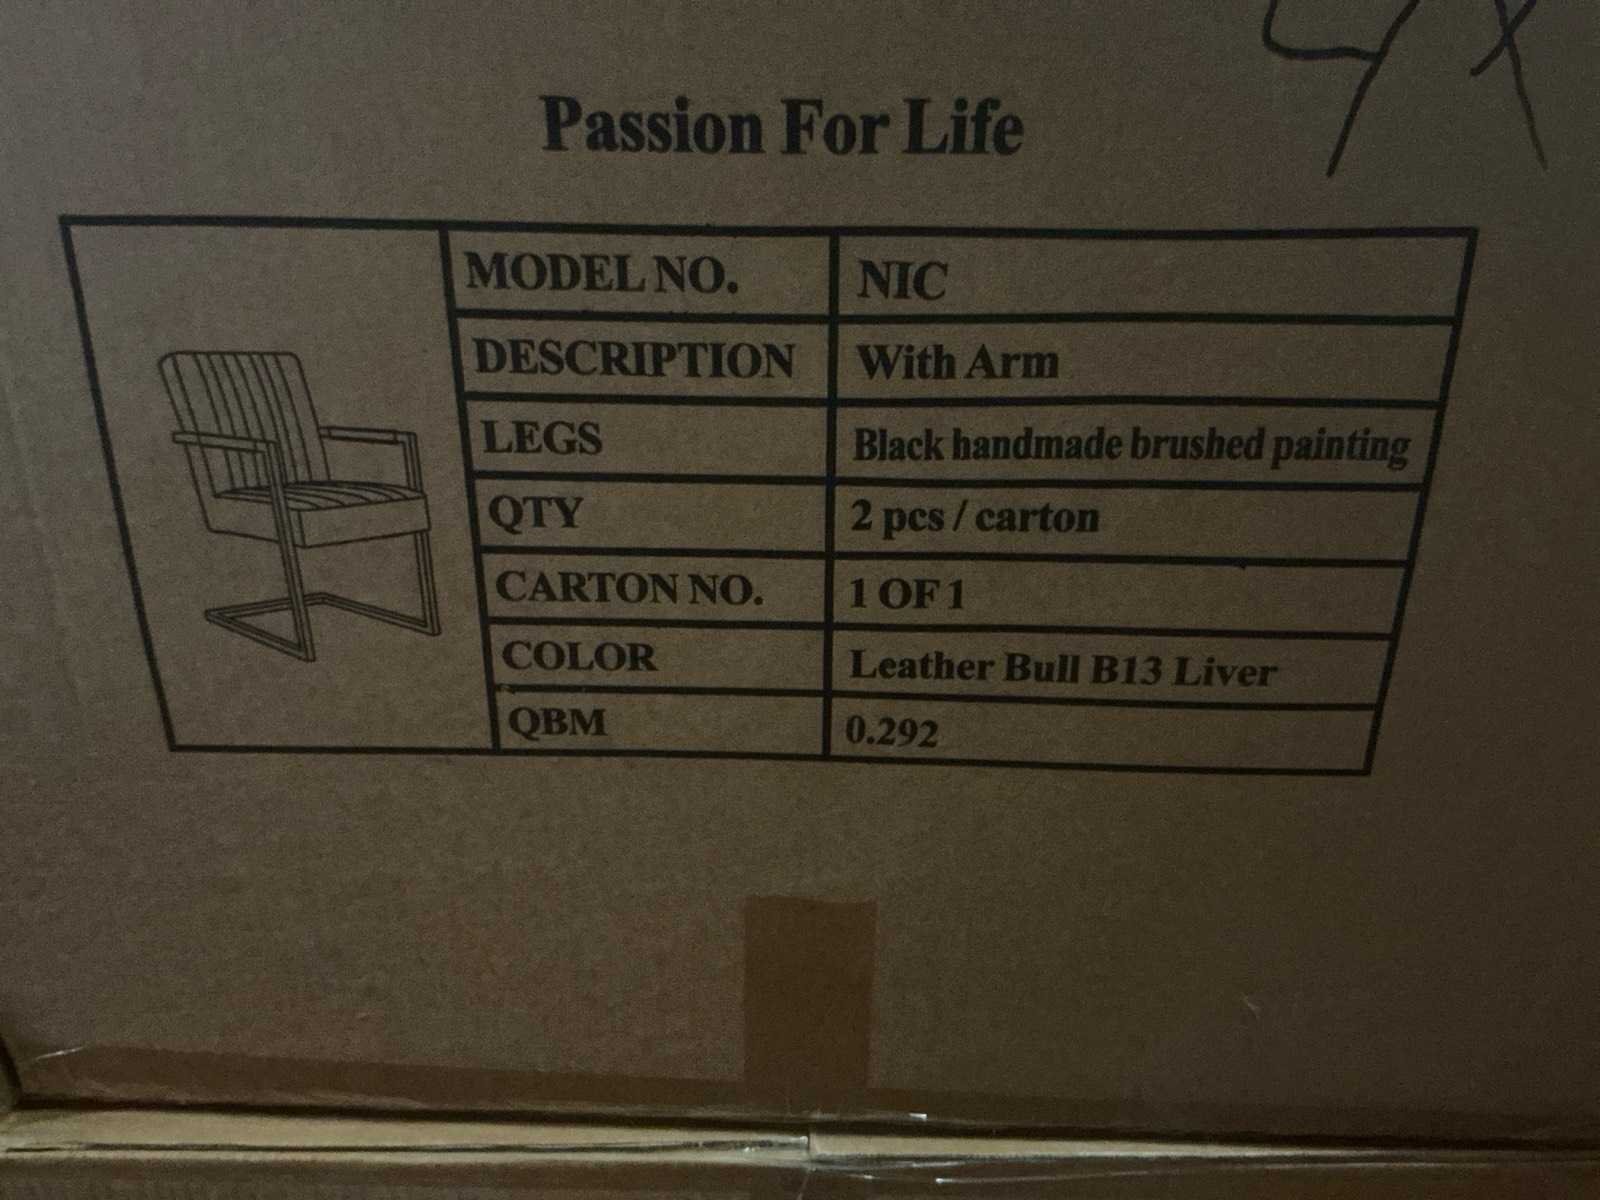 4x
Passion For Life
MODEL NO. NIC
DESCRIPTION With Arm
LEGS Black handmade brushed painting
QTY 2 pcs / carton
CARTON NO. 1 OF 1
COLOR Leather Bull B13 Liver
QBM 0.292